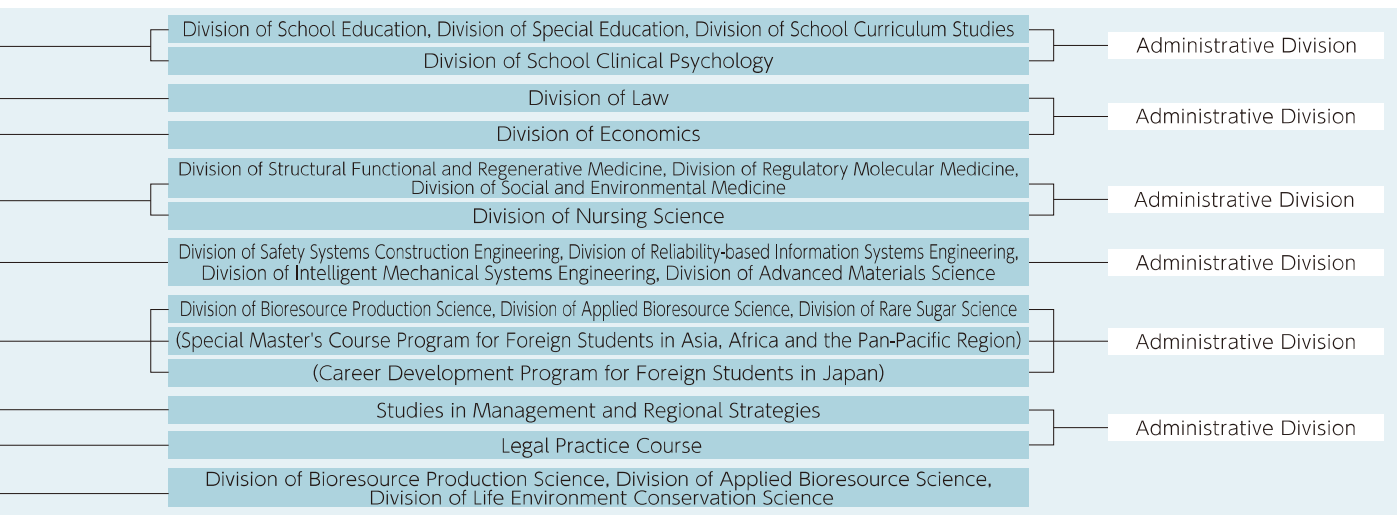 Division of School Education, Division of Special Education, Division of School Curriculum Studies
Division of School Clinical Psychology
Administrative Division
Division of Law
Division of Economics
Administrative Division
Division of Structural Functional and Regenerative Medicine, Division of Regulatory Molecular Medicine,
Division of Social and Environmental Medicine
Division of Nursing Science
Administrative Division
Division of Safety Systems Construction Engineering, Division of Reliability-based Information Systems Engineering,
Division of Intelligent Mechanical Systems Engineering, Division of Advanced Materials Science
Administrative Division
Division of Bioresource Production Science, Division of Applied Bioresource Science, Division of Rare Sugar Science
(Special Master's Course Program for Foreign Students in Asia, Africa and the Pan-Pacific Region)
(Career Development Program for Foreign Students in Japan)
Administrative Division
Studies in Management and Regional Strategies
Legal Practice Course
Administrative Division
Division of Bioresource Production Science, Division of Applied Bioresource Science,
Division of Life Environment Conservation Science